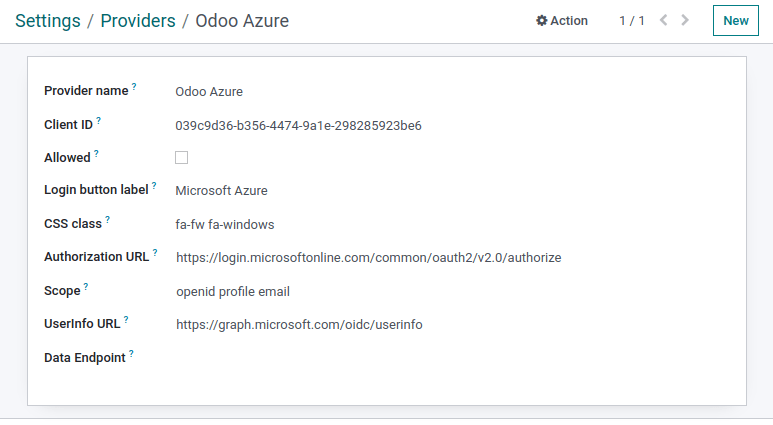 Settings / Providers / Odoo Azure Action 1 / 1 New
Provider name ? Odoo Azure
Client ID ? 039c9d36-b356-4474-9a1e-298285923be6
Allowed ?
Login button label ? Microsoft Azure
CSS class ? fa-fw fa-windows
Authorization URL ? https://login.microsoftonline.com/common/oauth2/v2.0/authorize
Scope ? openid profile email
UserInfo URL ? https://graph.microsoft.com/oidc/userinfo
Data Endpoint ?